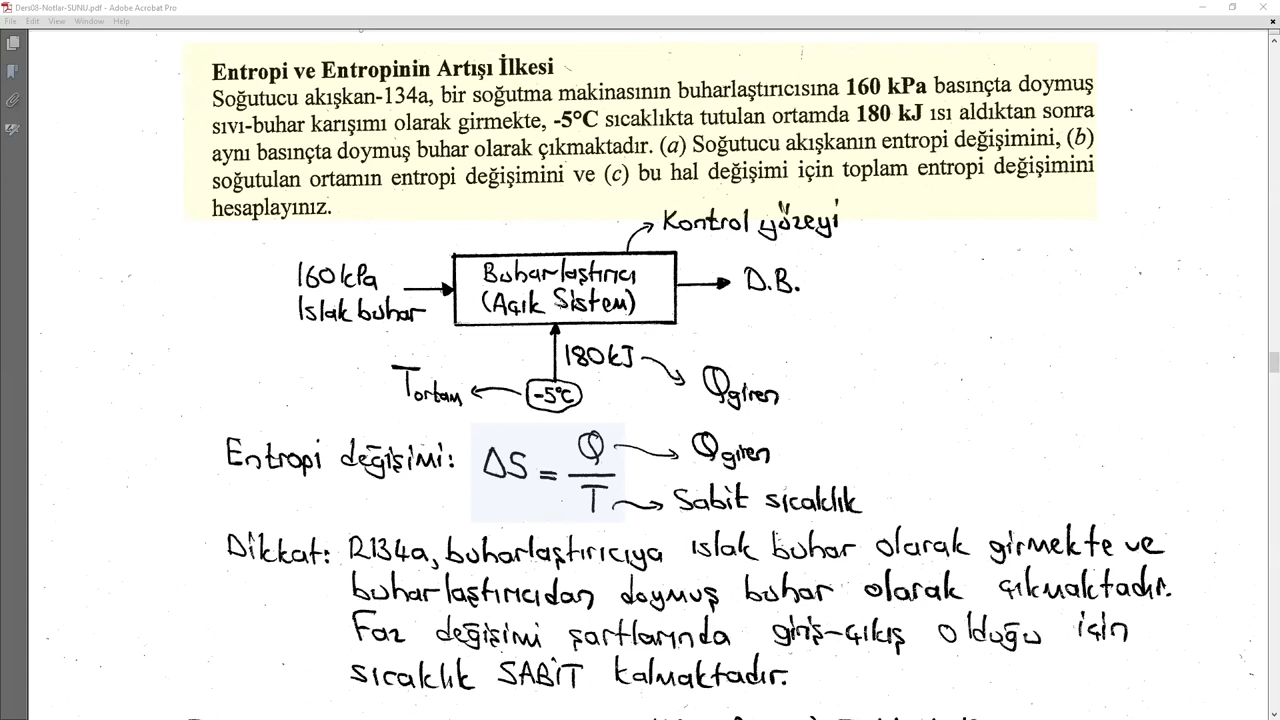 Ders08-Notlar-SUNU.pdf - Adobe Acrobat Pro
File Edit View Window Help
Entropi ve Entropinin Artışı İlkesi
Soğutucu akışkan-134a, bir soğutma makinasının buharlaştırıcısına 160 kPa basınçta doymuş
sıvı-buhar karışımı olarak girmekte, -5°C sıcaklıkta tutulan ortamda 180 kJ ısı aldıktan sonra
aynı basınçta doymuş buhar olarak çıkmaktadır. (a) Soğutucu akışkanın entropi değişimini, (b)
soğutulan ortamın entropi değişimini ve (c) bu hal değişimi için toplam entropi değişimini
hesaplayınız.
Kontrol yüzeyi
160 kPa
Islak buhar
Buharlaştırıcı
(Açık Sistem)
D.B.
180 kJ
Qgiren
Tortam
-5°C
Entropi değişimi: ΔS = Q / T
Qgiren
Sabit sıcaklık
Dikkat: R134a, buharlaştırıcıya ıslak buhar olarak girmekte ve
buharlaştırıcıdan doymuş buhar olarak çıkmaktadır.
Faz değişimi şartlarında giriş-çıkış olduğu için
sıcaklık SABİT kalmaktadır.